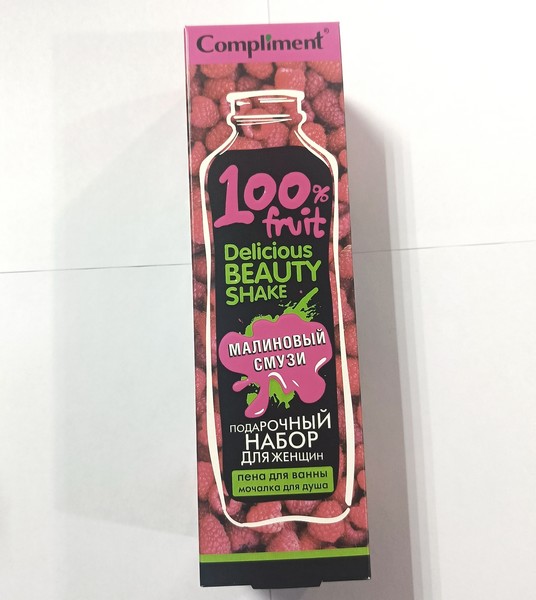 Compliment®
100%
fruit
Delicious
BEAUTY
SHAKE
МАЛИНОВЫЙ
СМУЗИ
ПОДАРОЧНЫЙ
НАБОР
ДЛЯ ЖЕНЩИН
пена для ванны
мочалка для душа